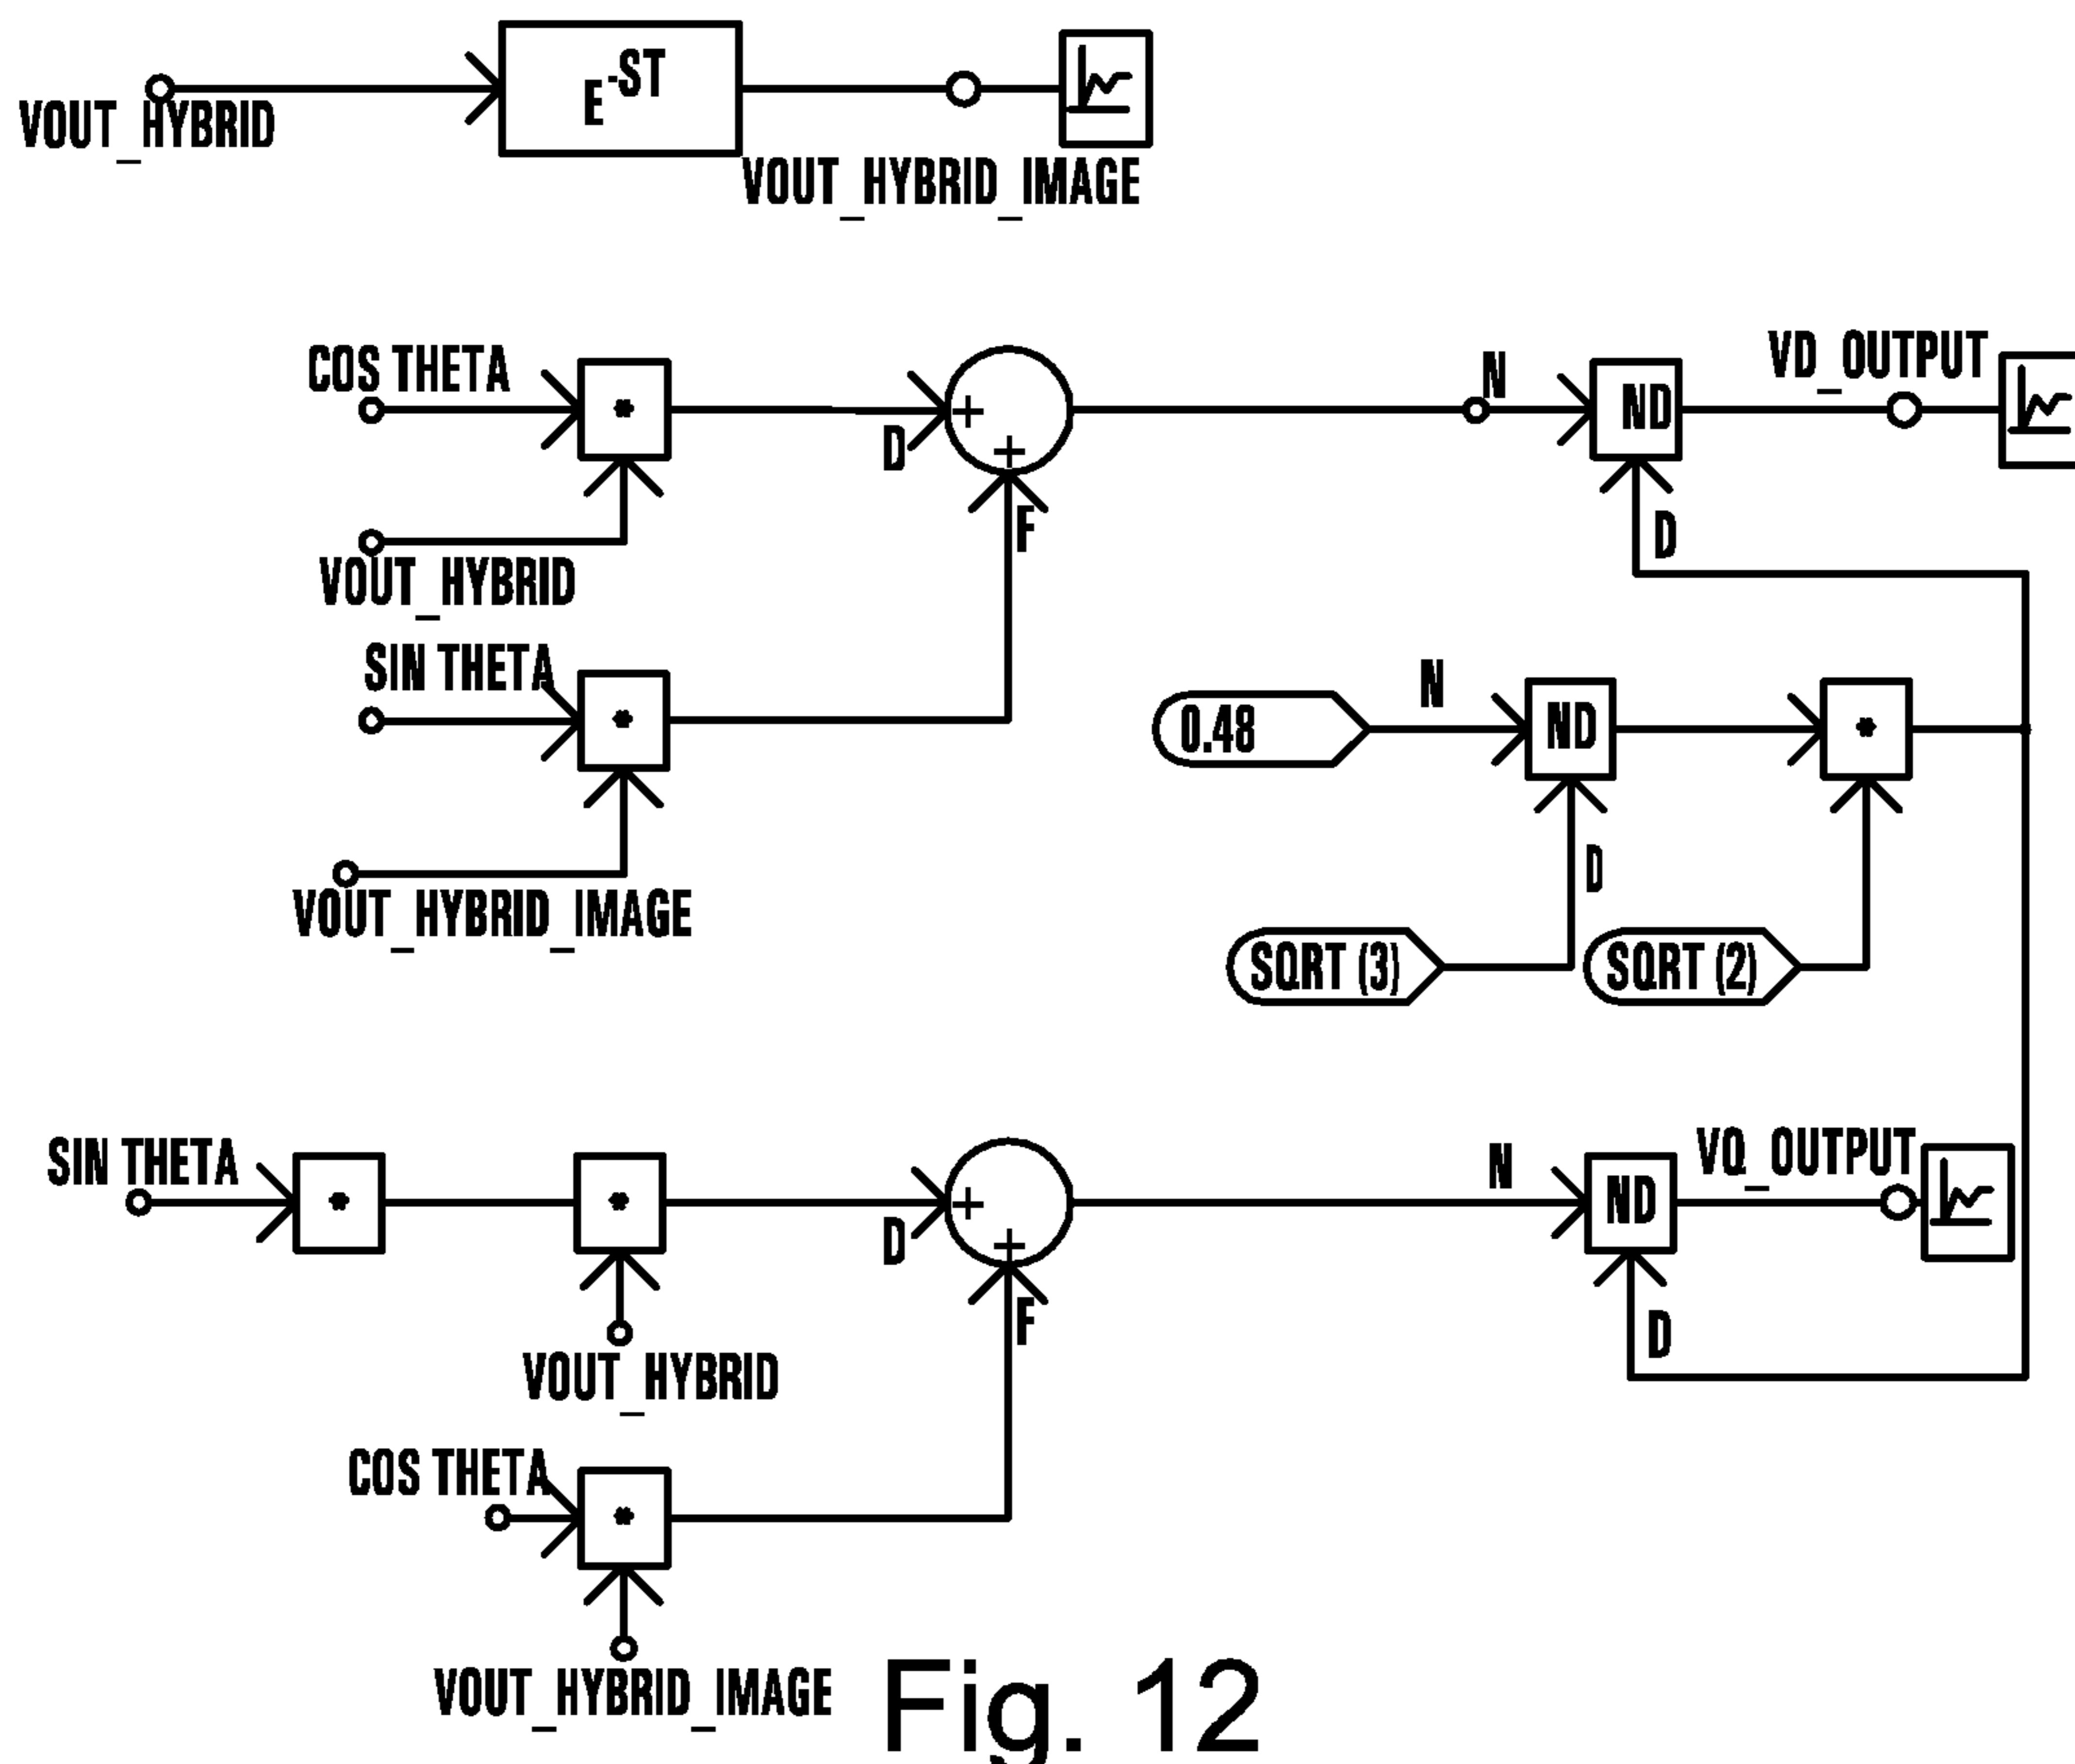 E-ST
VOUT_HYBRID
VOUT_HYBRID_IMAGE
COS THETA
*
D
+
+
F
N
ND
VD_OUTPUT
D
VOUT_HYBRID
SIN THETA
*
VOUT_HYBRID_IMAGE
0.48
N
ND
*
D
SQRT (3)
SQRT (2)
SIN THETA
*
*
D
+
+
F
N
ND
VQ_OUTPUT
D
VOUT_HYBRID
COS THETA
*
VOUT_HYBRID_IMAGE
Fig. 12